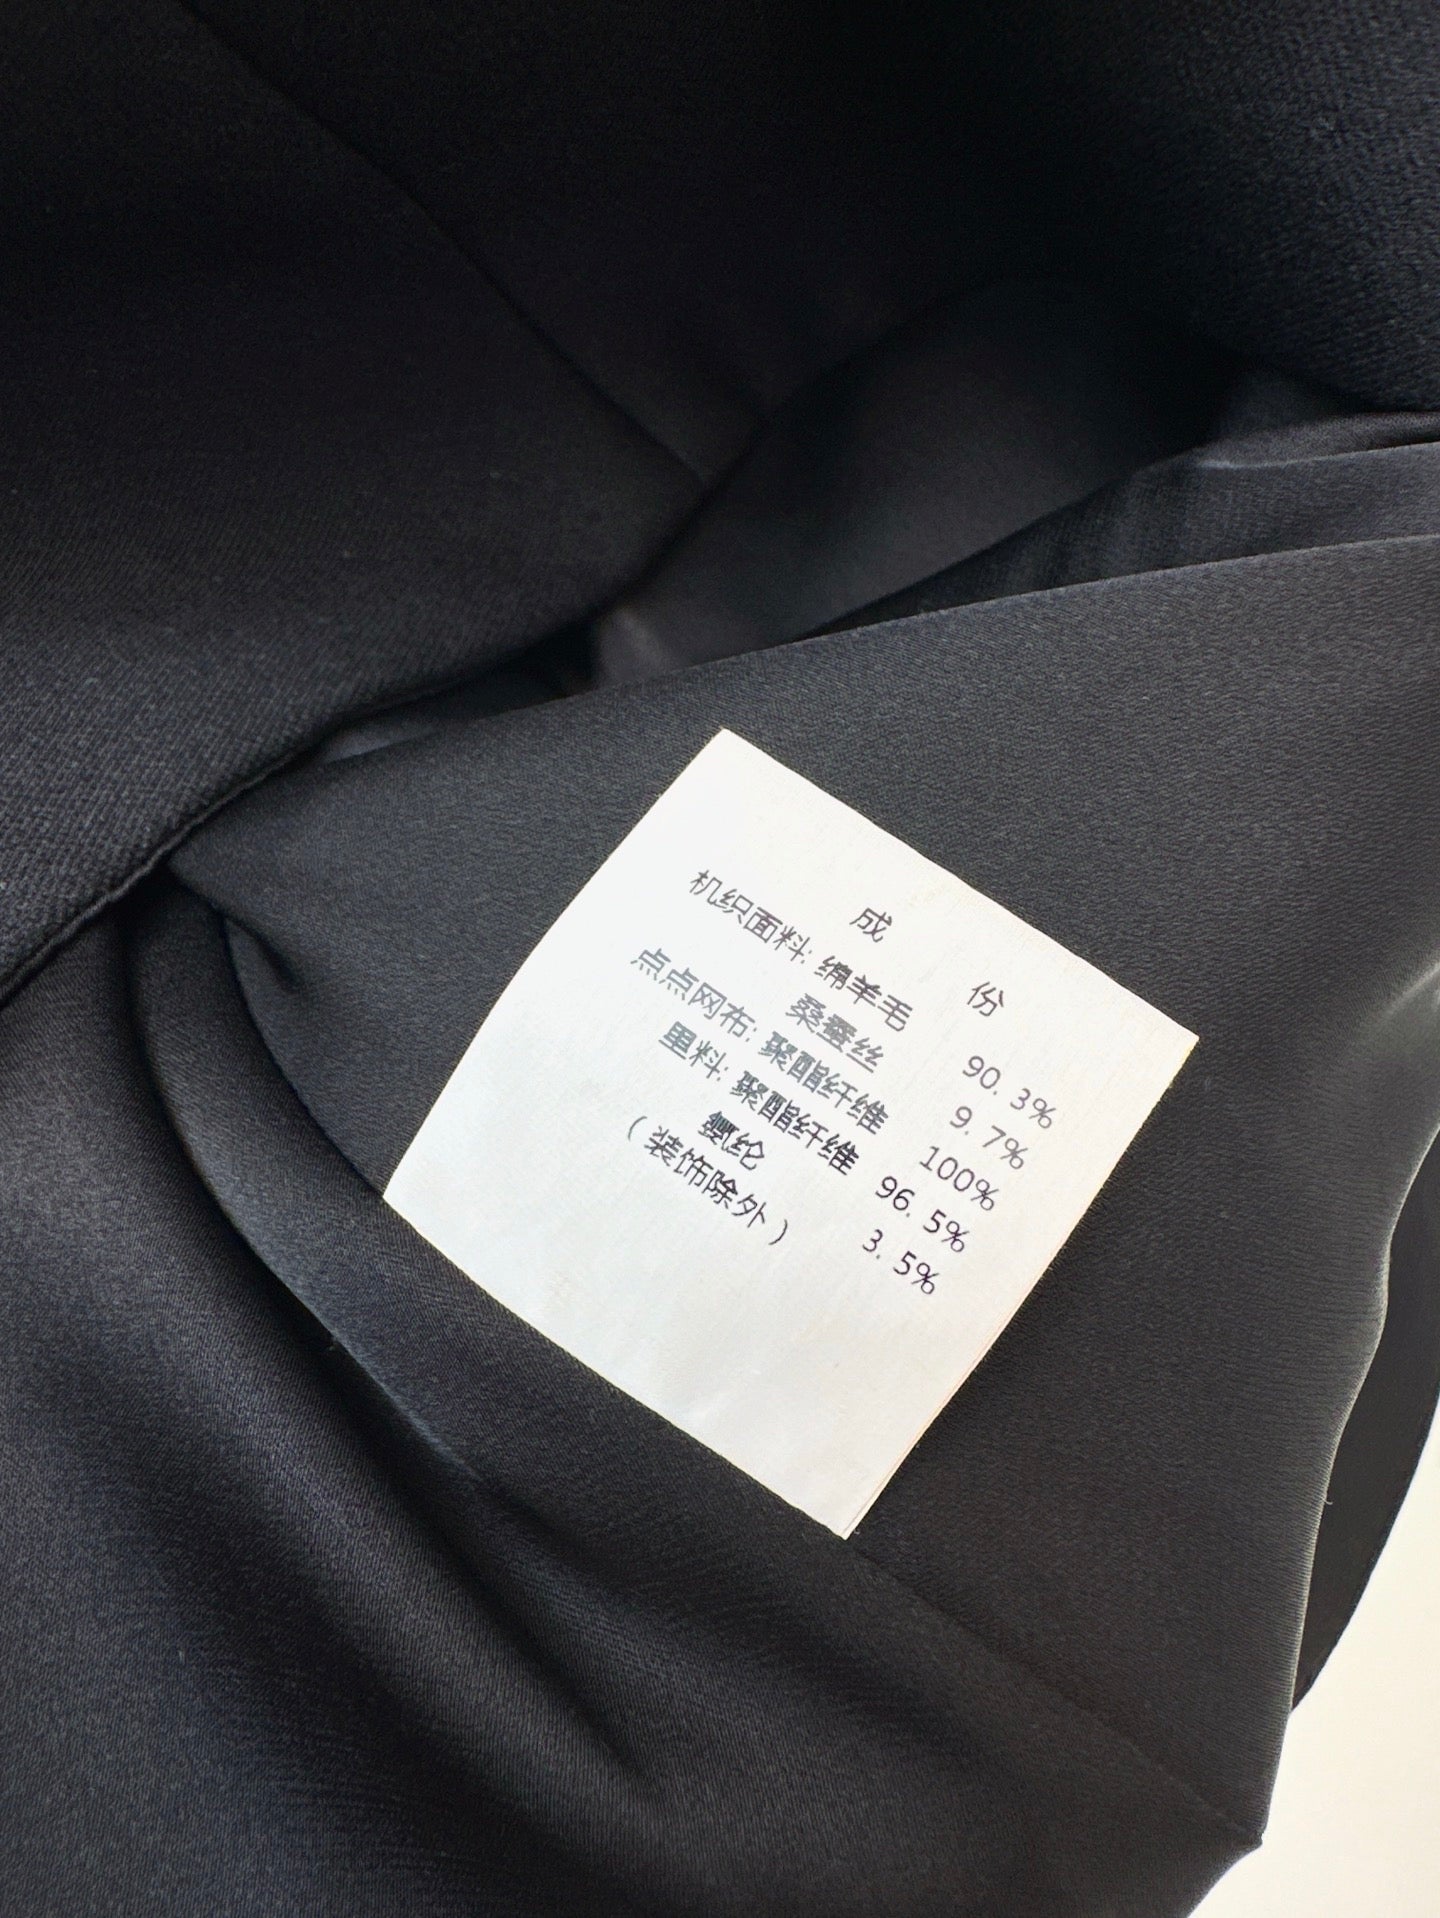 成 份
机织面料: 绵羊毛 90.3%
桑蚕丝 9.7%
点点网布: 聚酯纤维 100%
里料: 聚酯纤维 96.5%
氨纶 3.5%
(装饰除外)